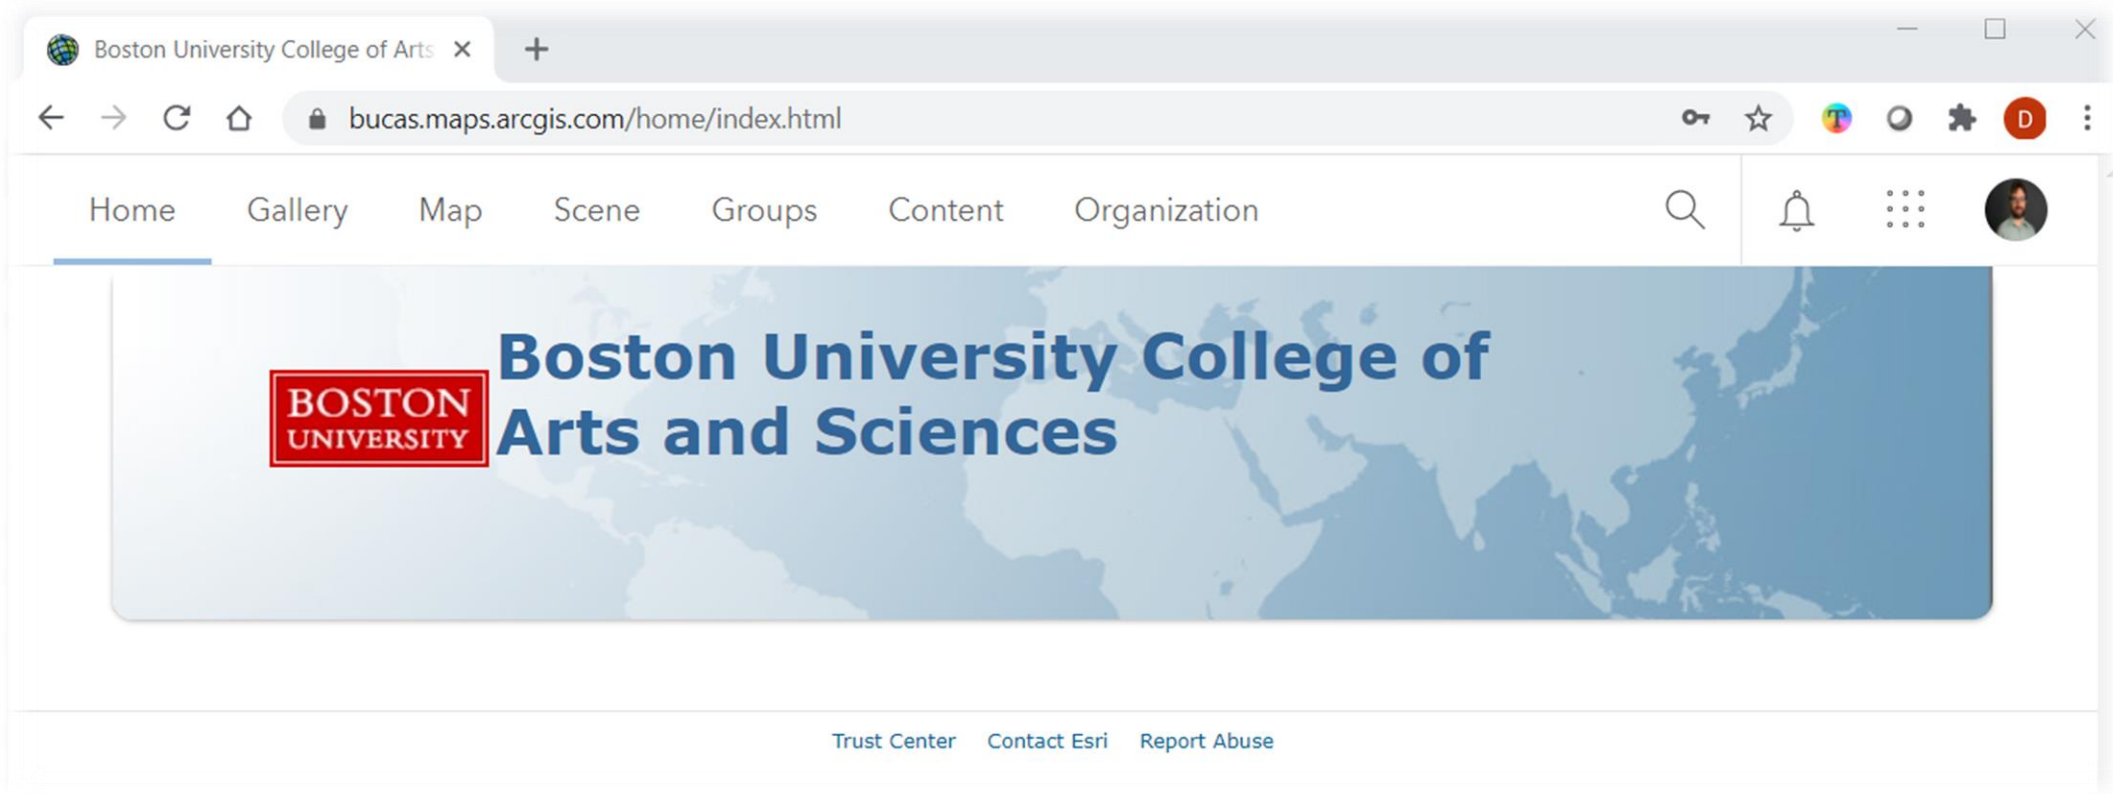 Boston University College of Arts
bucas.maps.arcgis.com/home/index.html
T
D
Home Gallery Map Scene Groups Content Organization
BOSTON
UNIVERSITY
Boston University College of
Arts and Sciences
Trust Center Contact Esri Report Abuse